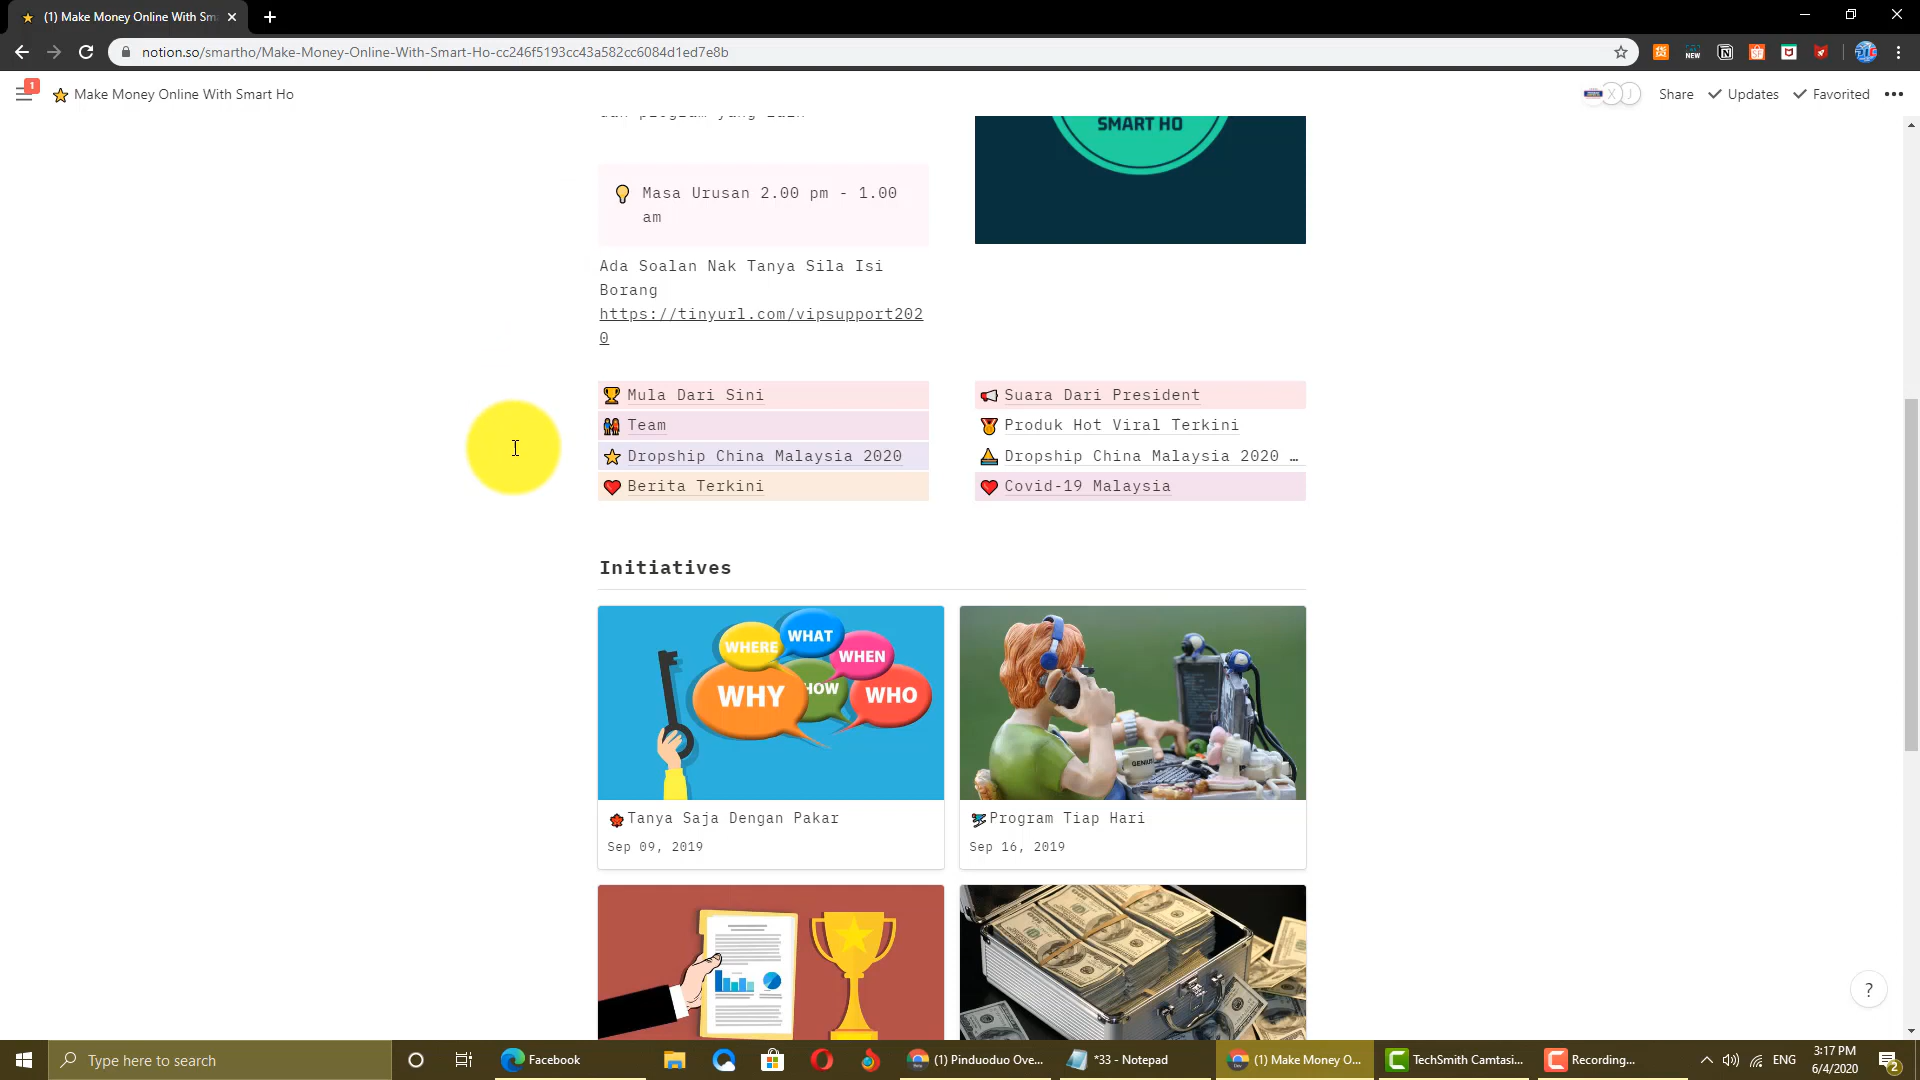 (1) Make Money Online With Sm
notion.so/smartho/Make-Money-Online-With-Smart-Ho-cc246f5193cc43a582cc6084d1ed7e8b
NEW
1
Make Money Online With Smart Ho
X
J
Share
Updates
Favorited
SMART HO
Masa Urusan 2.00 pm - 1.00
am
Ada Soalan Nak Tanya Sila Isi
Borang
https://tinyurl.com/vipsupport202
0
Mula Dari Sini
Team
Dropship China Malaysia 2020
Berita Terkini
Suara Dari President
Produk Hot Viral Terkini
Dropship China Malaysia 2020 …
Covid-19 Malaysia
Initiatives
WHERE
WHAT
WHEN
WHY
HOW
WHO
GENIUS
Tanya Saja Dengan Pakar
Sep 09, 2019
Program Tiap Hari
Sep 16, 2019
?
Type here to search
Facebook
(1) Pinduoduo Ove...
*33 - Notepad
(1) Make Money O...
TechSmith Camtasi...
Recording...
ENG
3:17 PM
6/4/2020
2